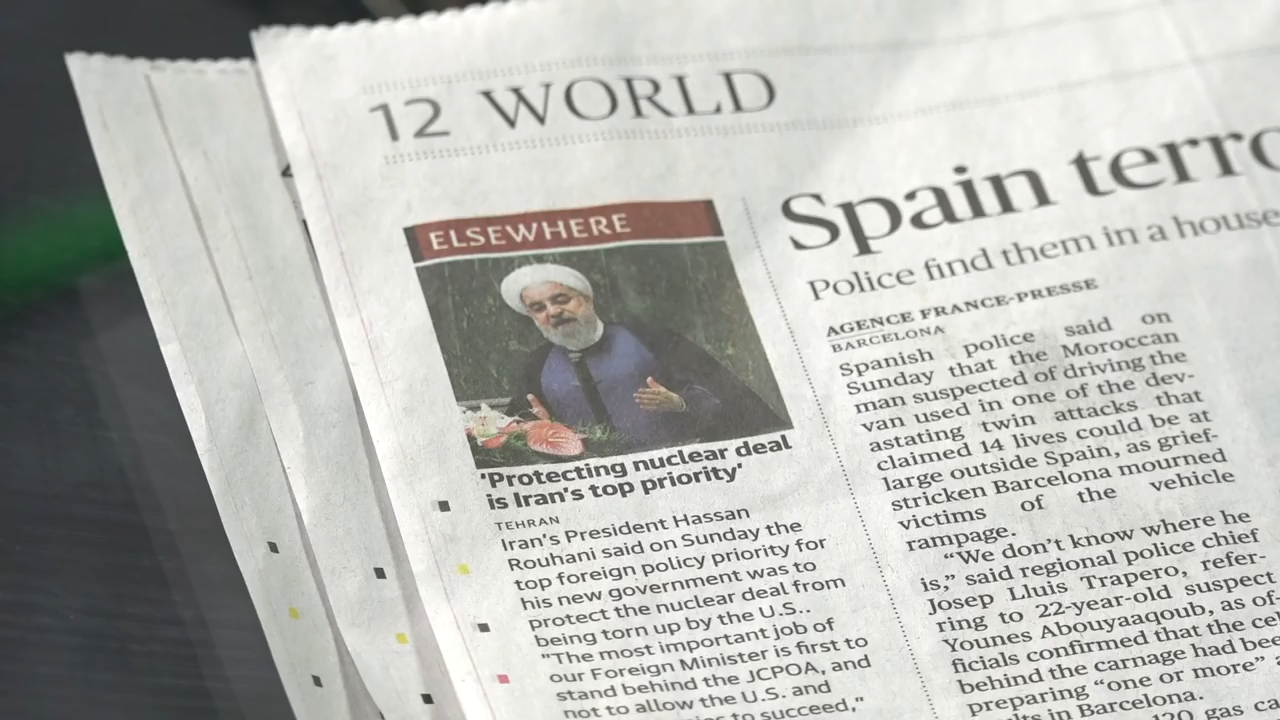 12 WORLD
ELSEWHERE
'Protecting nuclear deal
is Iran's top priority'
TEHRAN
Iran's President Hassan
Rouhani said on Sunday the
top foreign policy priority for
his new government was to
protect the nuclear deal from
being torn up by the U.S..
"The most important job of
our Foreign Minister is first to
stand behind the JCPOA, and
not to allow the U.S. and
to succeed,"
Spain
Police find them in a house
AGENCE FRANCE-PRESSE
BARCELONA
Spanish police said on
Sunday that the Moroccan
man suspected of driving the
van used in one of the dev-
astating twin attacks that
claimed 14 lives could be at
large outside Spain, as grief-
stricken Barcelona mourned
victims of the vehicle
rampage.
“We don’t know where he
is,” said regional police chief
Josep Lluis Trapero, refer-
ring to 22-year-old suspect
Younes Abouyaaqoub, as of-
ficials confirmed that the
behind the carnage had
preparing “one or more”
in Barcelona.
gas